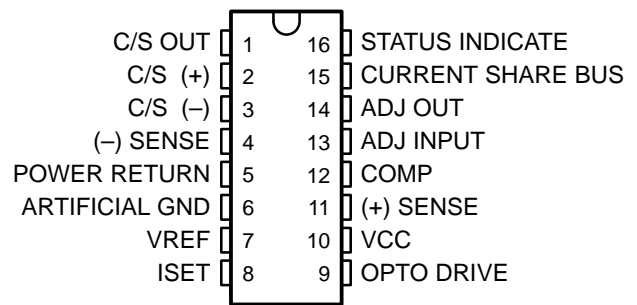 C/S OUT 1 16 STATUS INDICATE
C/S (+) 2 15 CURRENT SHARE BUS
C/S (–) 3 14 ADJ OUT
(–) SENSE 4 13 ADJ INPUT
POWER RETURN 5 12 COMP
ARTIFICIAL GND 6 11 (+) SENSE
VREF 7 10 VCC
ISET 8 9 OPTO DRIVE